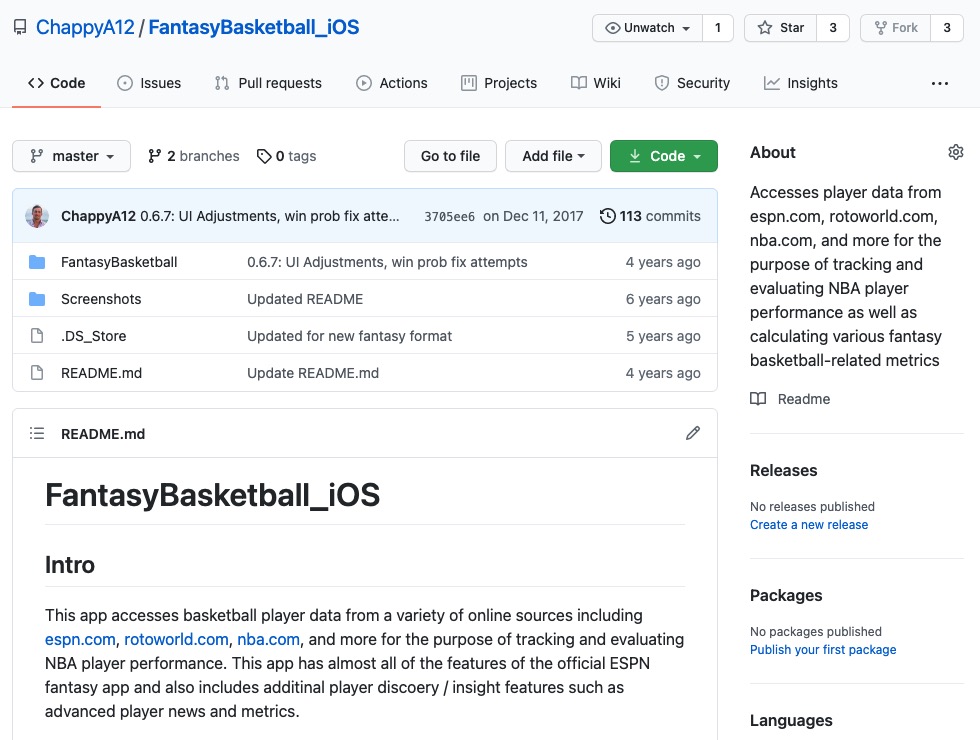 ChappyA12 / FantasyBasketball_iOS
Unwatch 1 Star 3 Fork 3
<> Code Issues Pull requests Actions Projects Wiki Security Insights ...
master 2 branches 0 tags Go to file Add file Code
ChappyA12 0.6.7: UI Adjustments, win prob fix atte... 3705ee6 on Dec 11, 2017 113 commits
FantasyBasketball 0.6.7: UI Adjustments, win prob fix attempts 4 years ago
Screenshots Updated README 6 years ago
.DS_Store Updated for new fantasy format 5 years ago
README.md Update README.md 4 years ago
README.md
FantasyBasketball_iOS
Intro
This app accesses basketball player data from a variety of online sources including
espn.com, rotoworld.com, nba.com, and more for the purpose of tracking and evaluating
NBA player performance. This app has almost all of the features of the official ESPN
fantasy app and also includes additinal player discoery / insight features such as
advanced player news and metrics.
About
Accesses player data from
espn.com, rotoworld.com,
nba.com, and more for the
purpose of tracking and
evaluating NBA player
performance as well as
calculating various fantasy
basketball-related metrics
Readme
Releases
No releases published
Create a new release
Packages
No packages published
Publish your first package
Languages